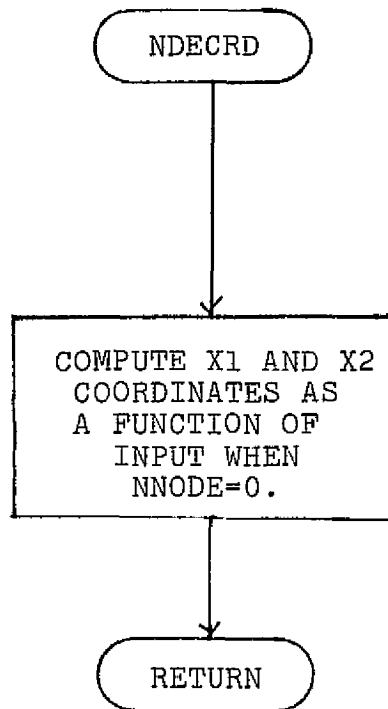 NDECRD
COMPUTE X1 AND X2
COORDINATES AS
A FUNCTION OF
INPUT WHEN
NNODE=0.
RETURN